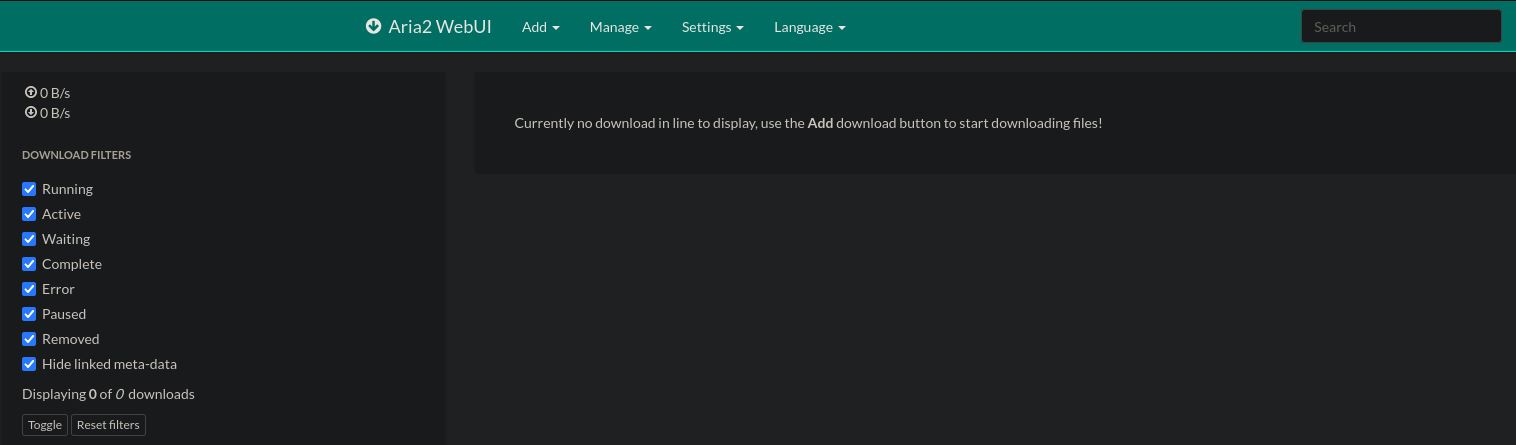 Aria2 WebUI Add Manage Settings Language Search
0 B/s
0 B/s
DOWNLOAD FILTERS
Running
Active
Waiting
Complete
Error
Paused
Removed
Hide linked meta-data
Displaying 0 of 0 downloads
Toggle Reset filters
Currently no download in line to display, use the Add download button to start downloading files!